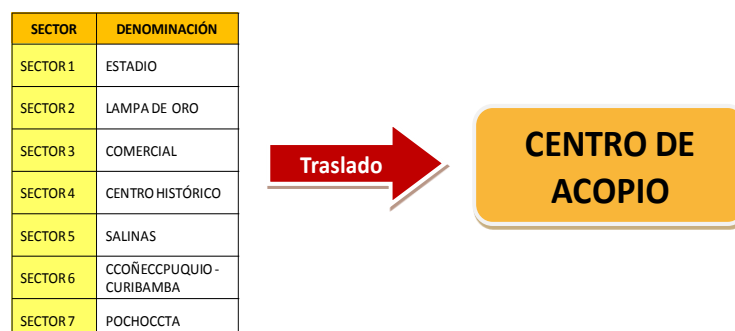 SECTOR DENOMINACIÓN
SECTOR 1 ESTADIO
SECTOR 2 LAMPA DE ORO
SECTOR 3 COMERCIAL
SECTOR 4 CENTRO HISTÓRICO
SECTOR 5 SALINAS
SECTOR 6 CCOÑECCPUQUIO -
CURIBAMBA
SECTOR 7 POCHOCCTA
Traslado
CENTRO DE
ACOPIO